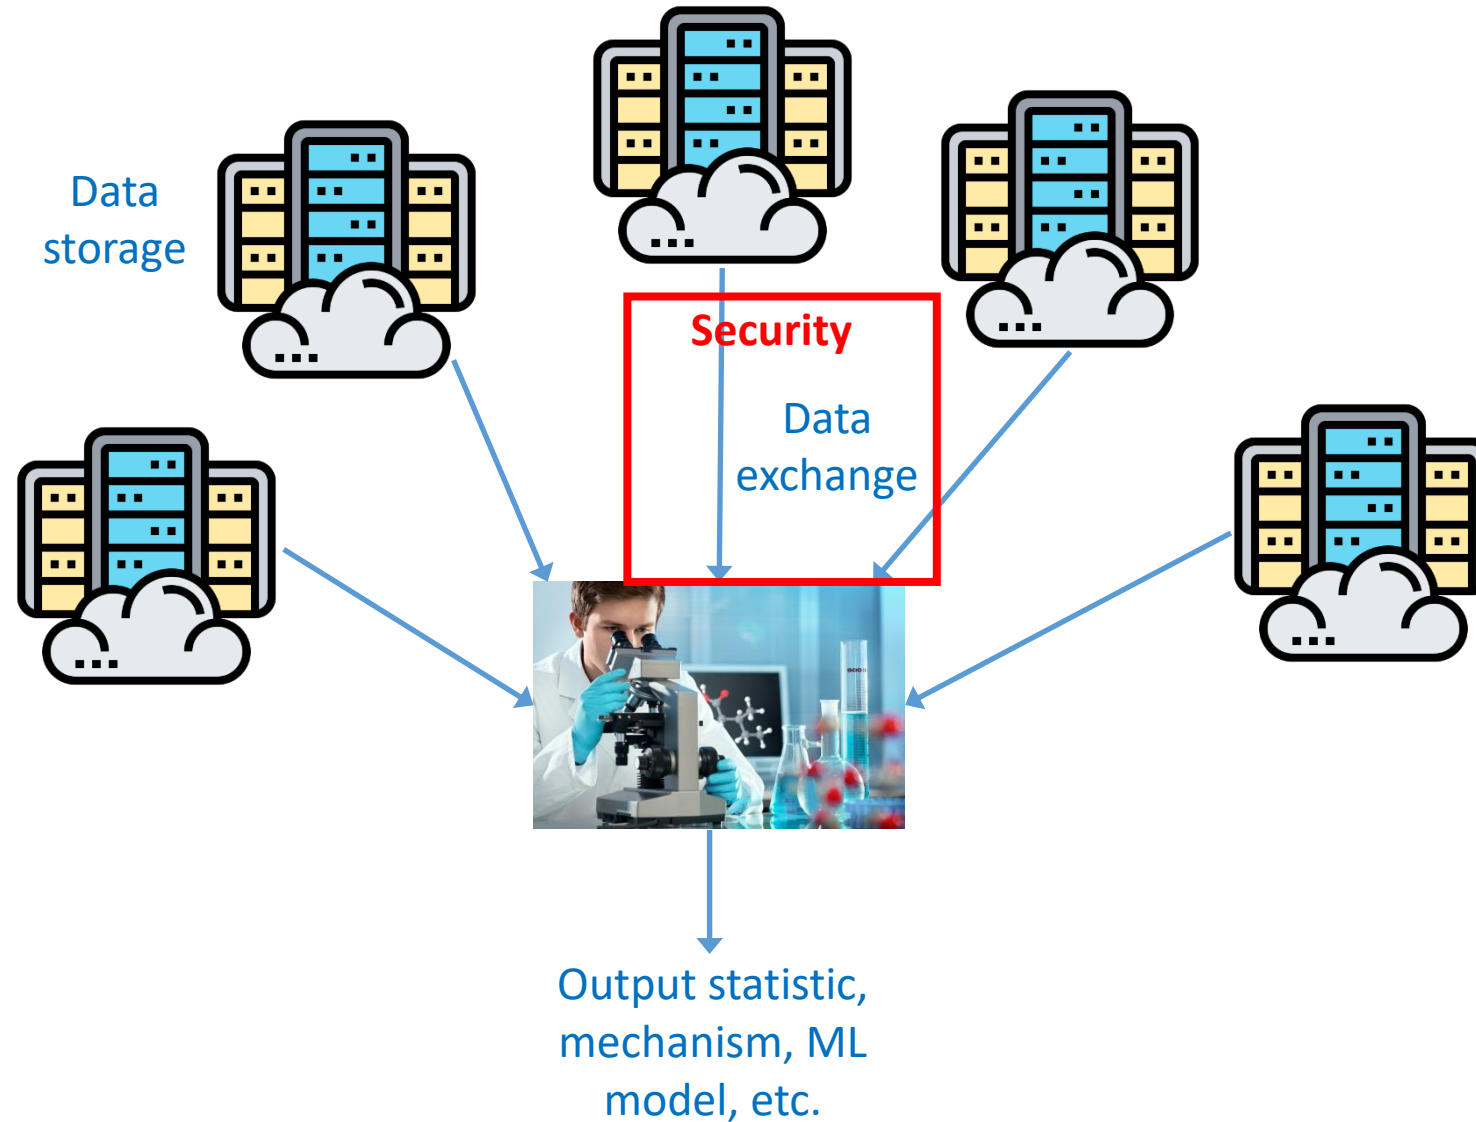 Data
storage
Security
Data
exchange
Output statistic,
mechanism, ML
model, etc.